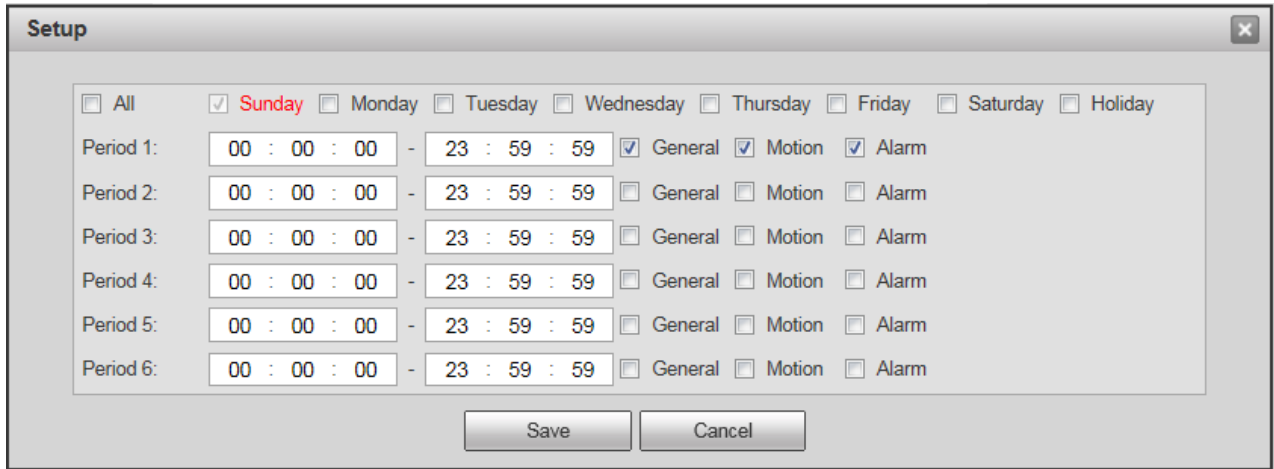 Setup
All Sunday Monday Tuesday Wednesday Thursday Friday Saturday Holiday
Period 1: 00 : 00 : 00 - 23 : 59 : 59 General Motion Alarm
Period 2: 00 : 00 : 00 - 23 : 59 : 59 General Motion Alarm
Period 3: 00 : 00 : 00 - 23 : 59 : 59 General Motion Alarm
Period 4: 00 : 00 : 00 - 23 : 59 : 59 General Motion Alarm
Period 5: 00 : 00 : 00 - 23 : 59 : 59 General Motion Alarm
Period 6: 00 : 00 : 00 - 23 : 59 : 59 General Motion Alarm
Save Cancel